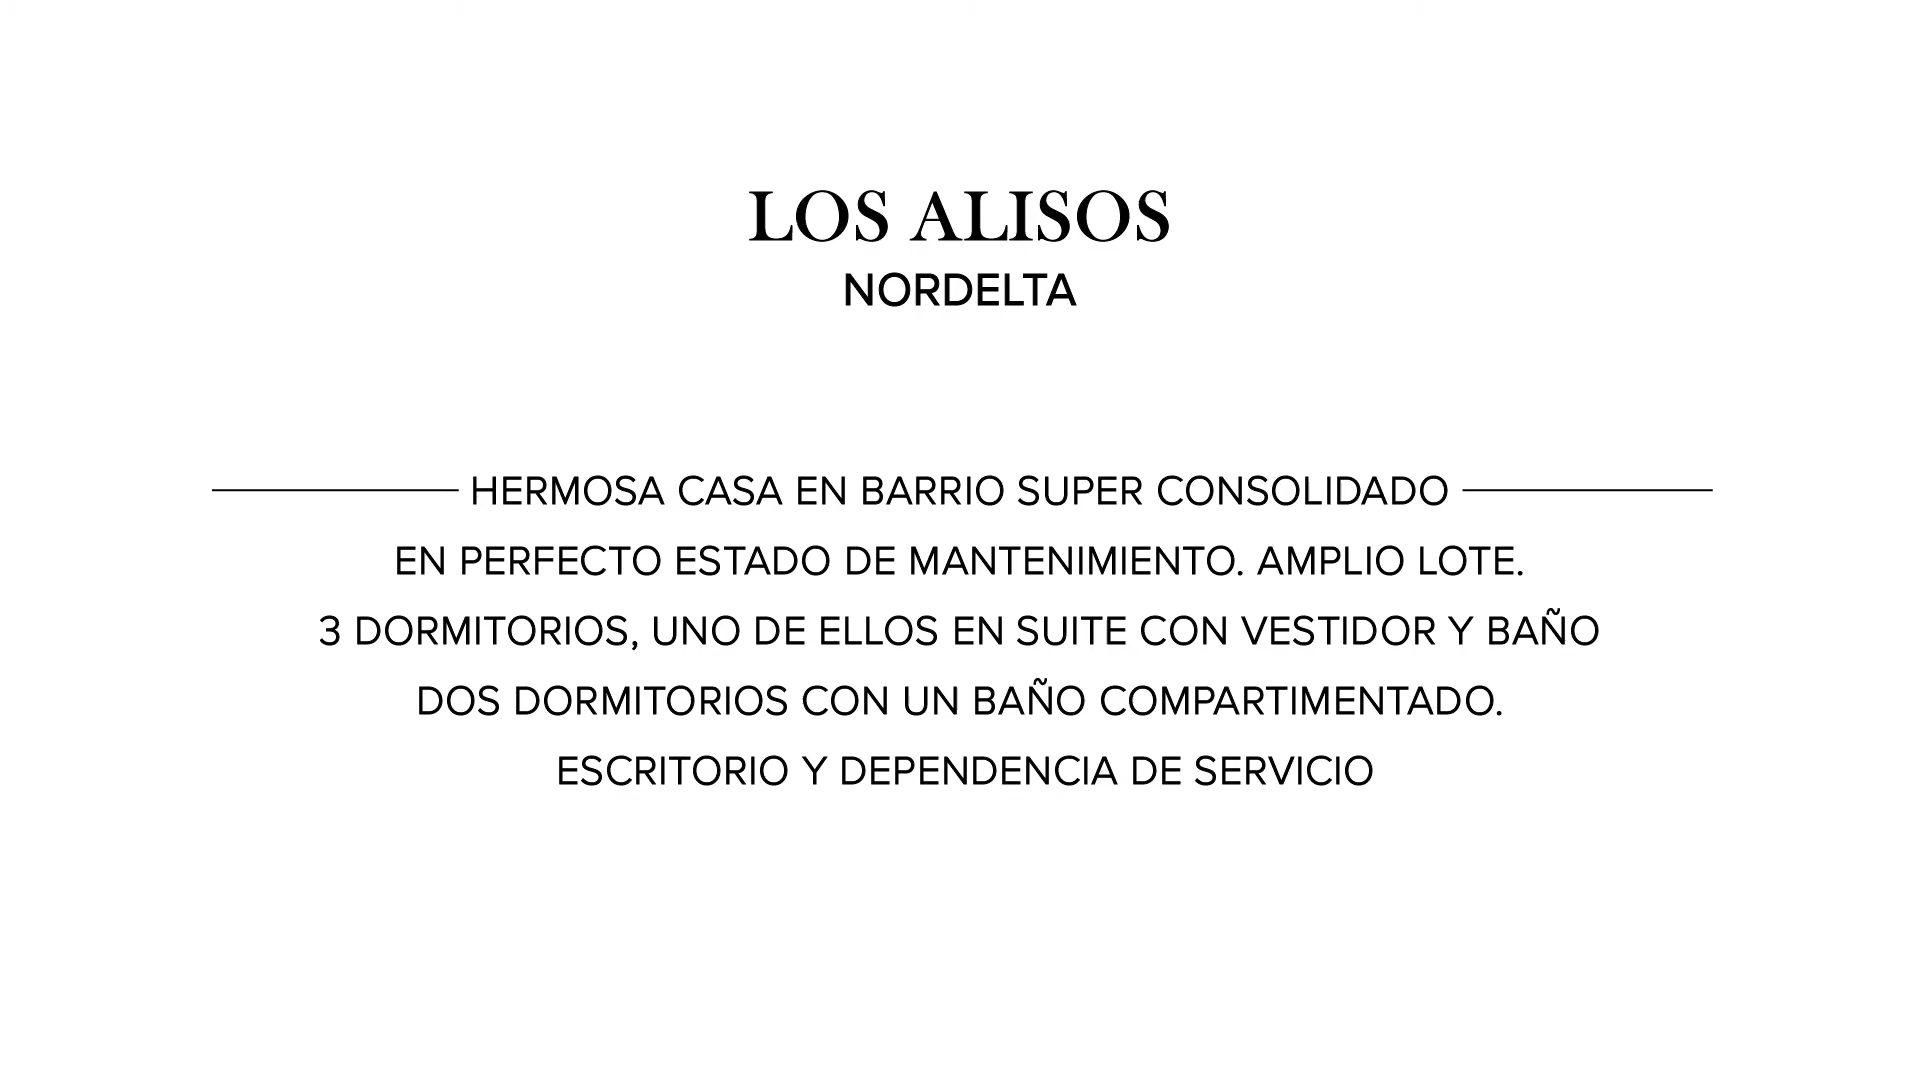 LOS ALISOS
NORDELTA
HERMOSA CASA EN BARRIO SUPER CONSOLIDADO
EN PERFECTO ESTADO DE MANTENIMIENTO. AMPLIO LOTE.
3 DORMITORIOS, UNO DE ELLOS EN SUITE CON VESTIDOR Y BAÑO
DOS DORMITORIOS CON UN BAÑO COMPARTIMENTADO.
ESCRITORIO Y DEPENDENCIA DE SERVICIO